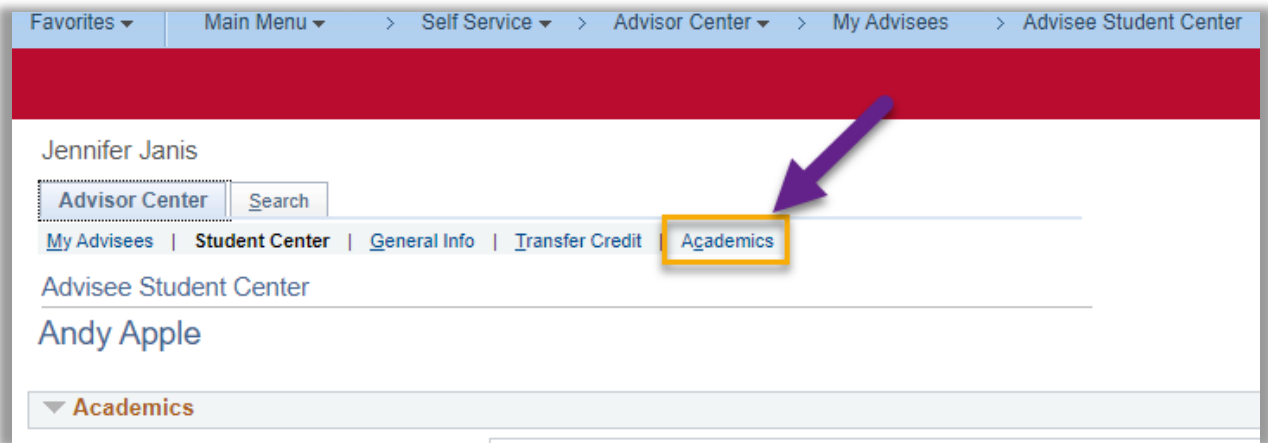 Favorites Main Menu > Self Service > Advisor Center > My Advisees > Advisee Student Center
Jennifer Janis
Advisor Center Search
My Advisees | Student Center | General Info | Transfer Credit | Academics
Advisee Student Center
Andy Apple
Academics